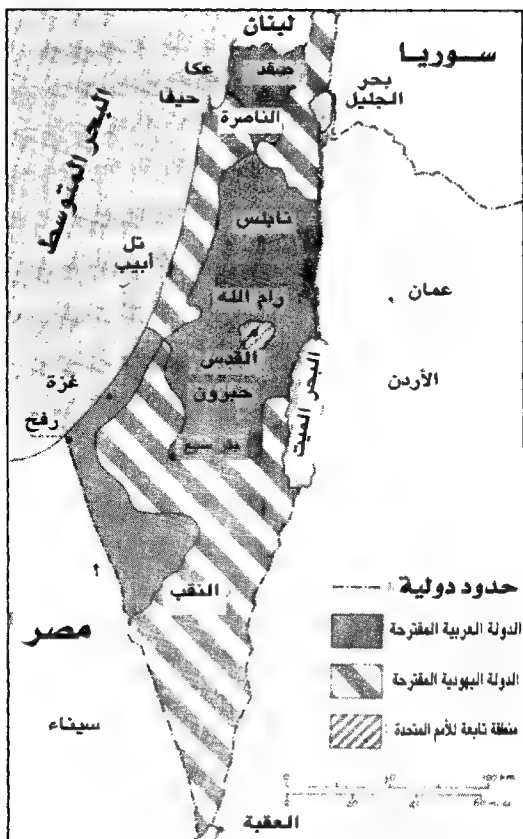 لبنان
سوريا
صفد
عكا
بحر
الجليل
حيفا
الناصرة
البحر المتوسط
نابلس
تل
أبيب
رام الله
عمان
القدس
البحر الميت
الأردن
غزة
حبرون
رفح
بئر سبع
النقب
حدود دولية
مصر
الدولة العربية المقترحة
الدولة اليهودية المقترحة
سيناء
منطقة تابعة للأمم المتحدة
العقبة